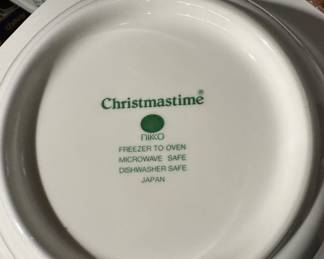 Christmastime®
NIKKO
FREEZER TO OVEN
MICROWAVE SAFE
DISHWASHER SAFE
JAPAN